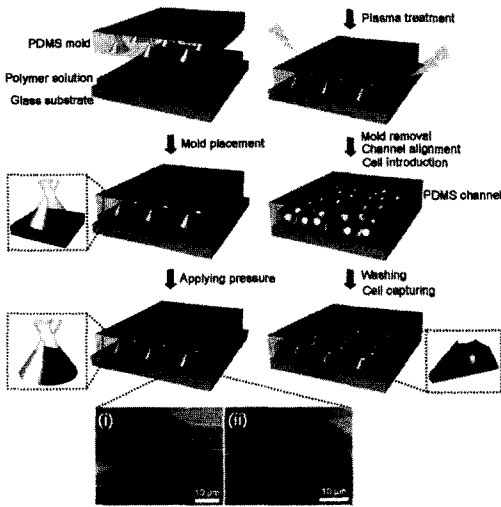 PDMS mold
Polymer solution
Glass substrate
Mold placement
Applying pressure
(i)
10 μm
(ii)
10 μm
Plasma treatment
Mold removal
Channel alignment
Cell introduction
PDMS channel
Washing
Cell capturing